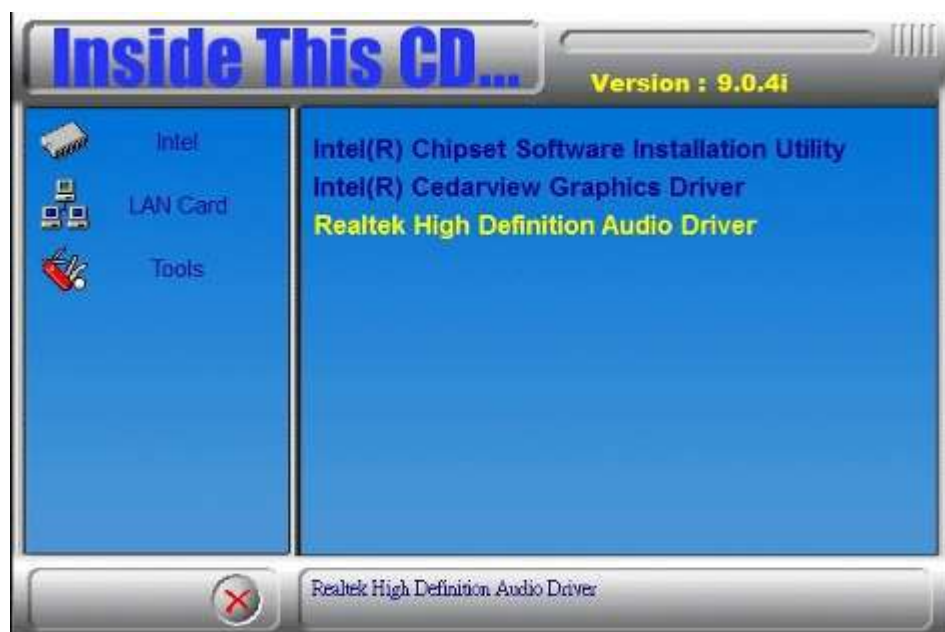 Inside This CD...
Version : 9.0.4i
Intel
LAN Card
Tools
Intel(R) Chipset Software Installation Utility
Intel(R) Cedarview Graphics Driver
Realtek High Definition Audio Driver
Realtek High Definition Audio Driver